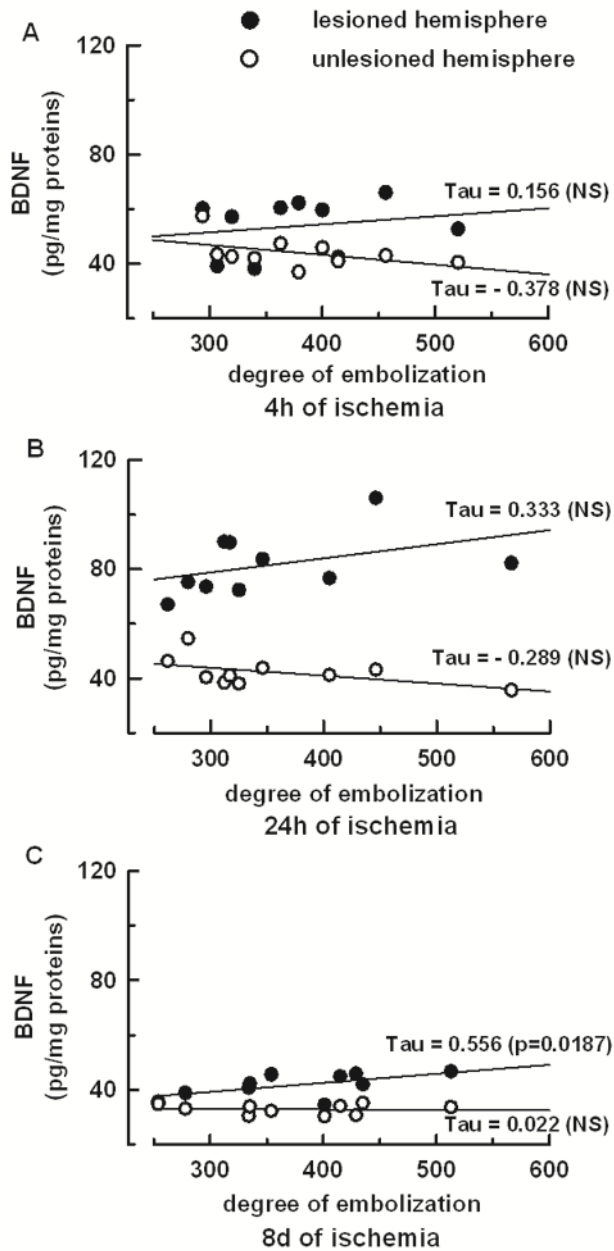 A
lesioned hemisphere
unlesioned hemisphere
120
80
40
BDNF
(pg/mg proteins)
Tau = 0.156 (NS)
Tau = - 0.378 (NS)
300 400 500 600
degree of embolization
4h of ischemia
B
120
80
40
BDNF
(pg/mg proteins)
Tau = 0.333 (NS)
Tau = - 0.289 (NS)
300 400 500 600
degree of embolization
24h of ischemia
C
120
80
40
BDNF
(pg/mg proteins)
Tau = 0.556 (p=0.0187)
Tau = 0.022 (NS)
300 400 500 600
degree of embolization
8d of ischemia